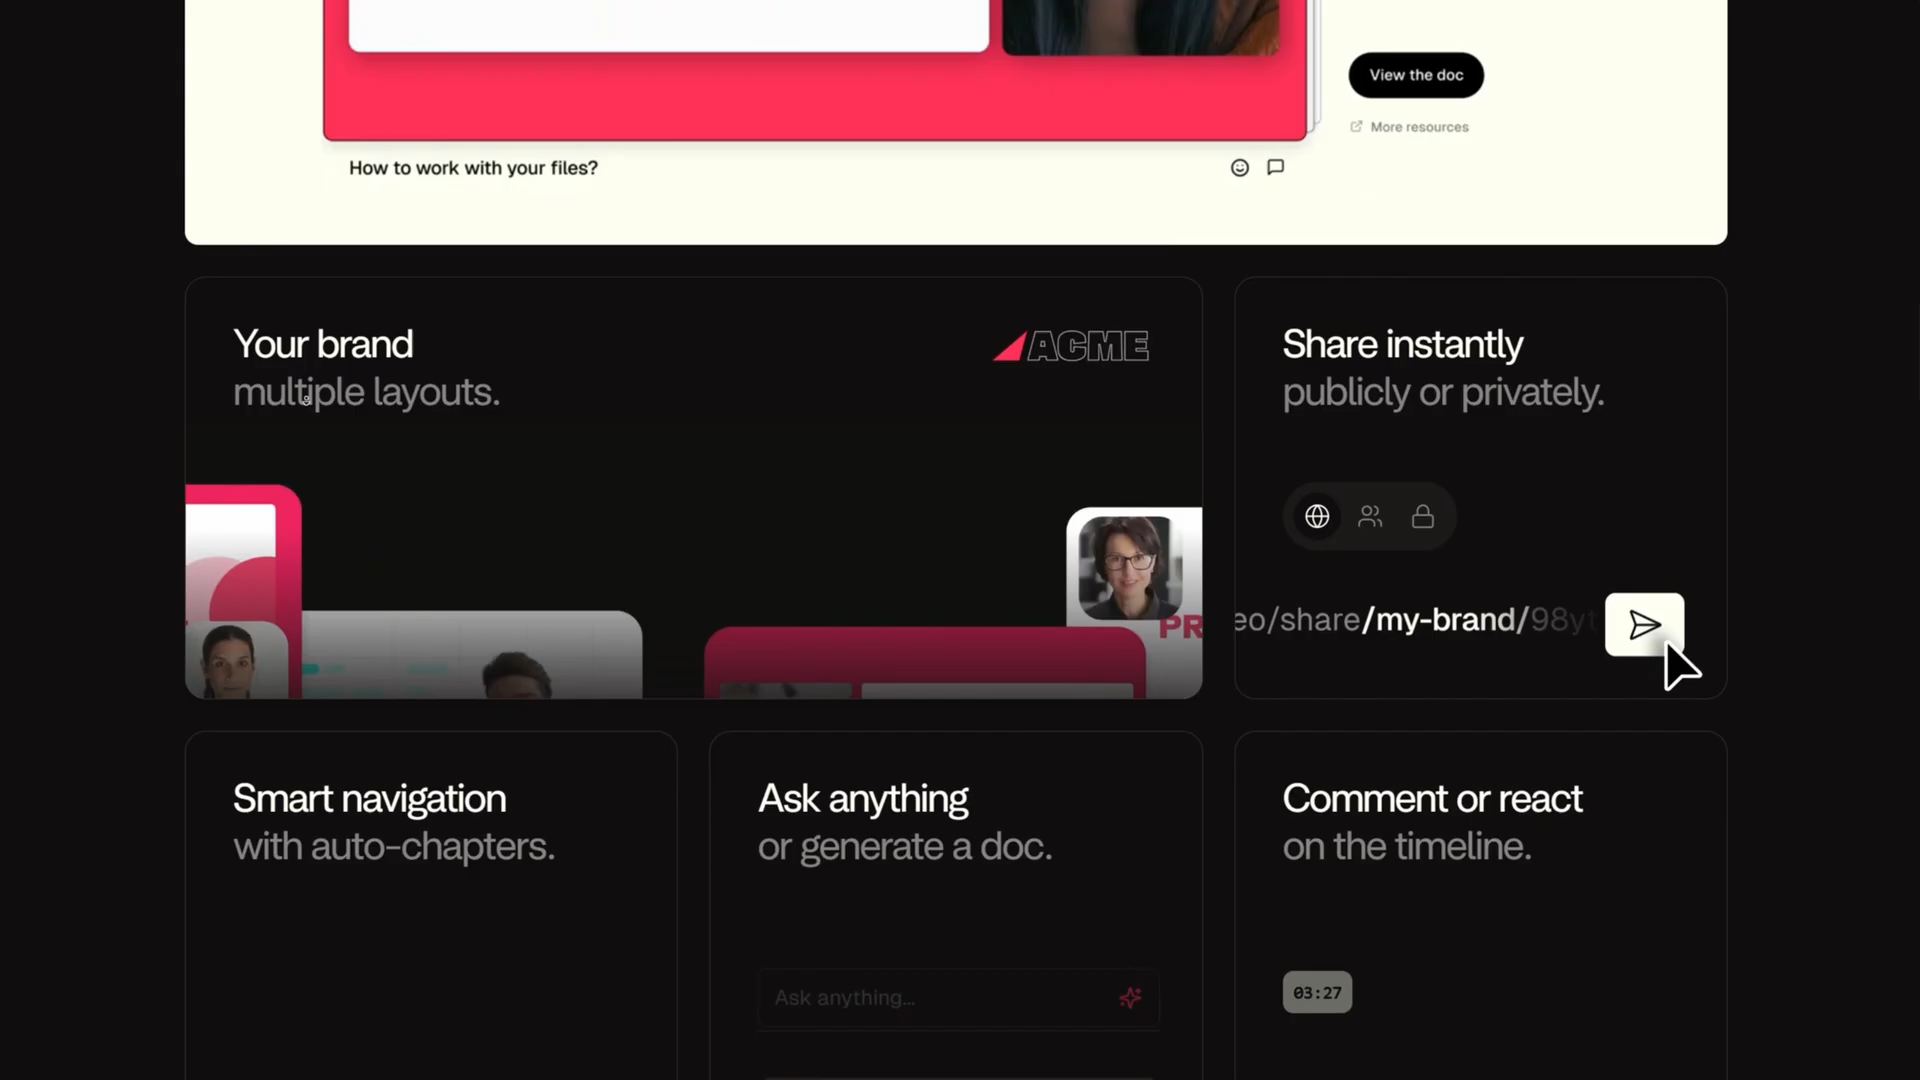 View the doc
More resources
How to work with your files?
Your brand
multiple layouts.
ACME
Share instantly
publicly or privately.
PR
eo/share/my-brand/98yt
Smart navigation
with auto-chapters.
Ask anything
or generate a doc.
Comment or react
on the timeline.
Ask anything...
03:27